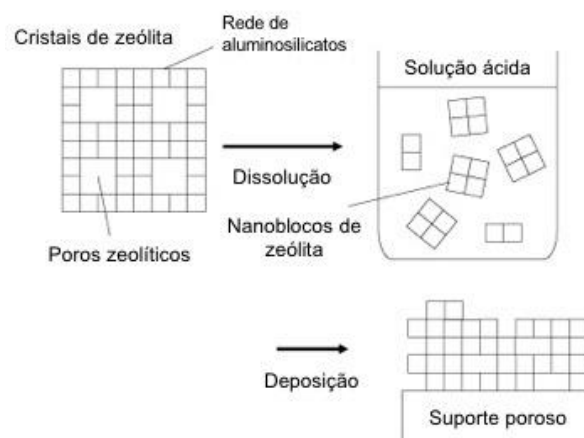 Cristais de zeólita
Rede de
aluminosilicatos
Solução ácida
Dissolução
Poros zeolíticos
Nanoblocos de
zeólita
Deposição
Suporte poroso